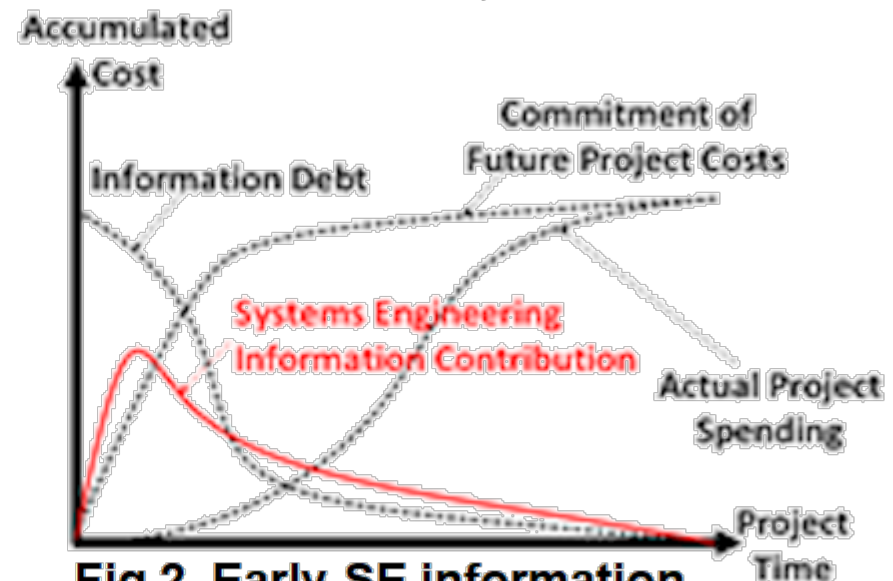 Accumulated
Cost
Commitment of
Future Project Costs
Information Debt
Systems Engineering
Information Contribution
Actual Project
Spending
Project
Time
Fig 2. Early SE information